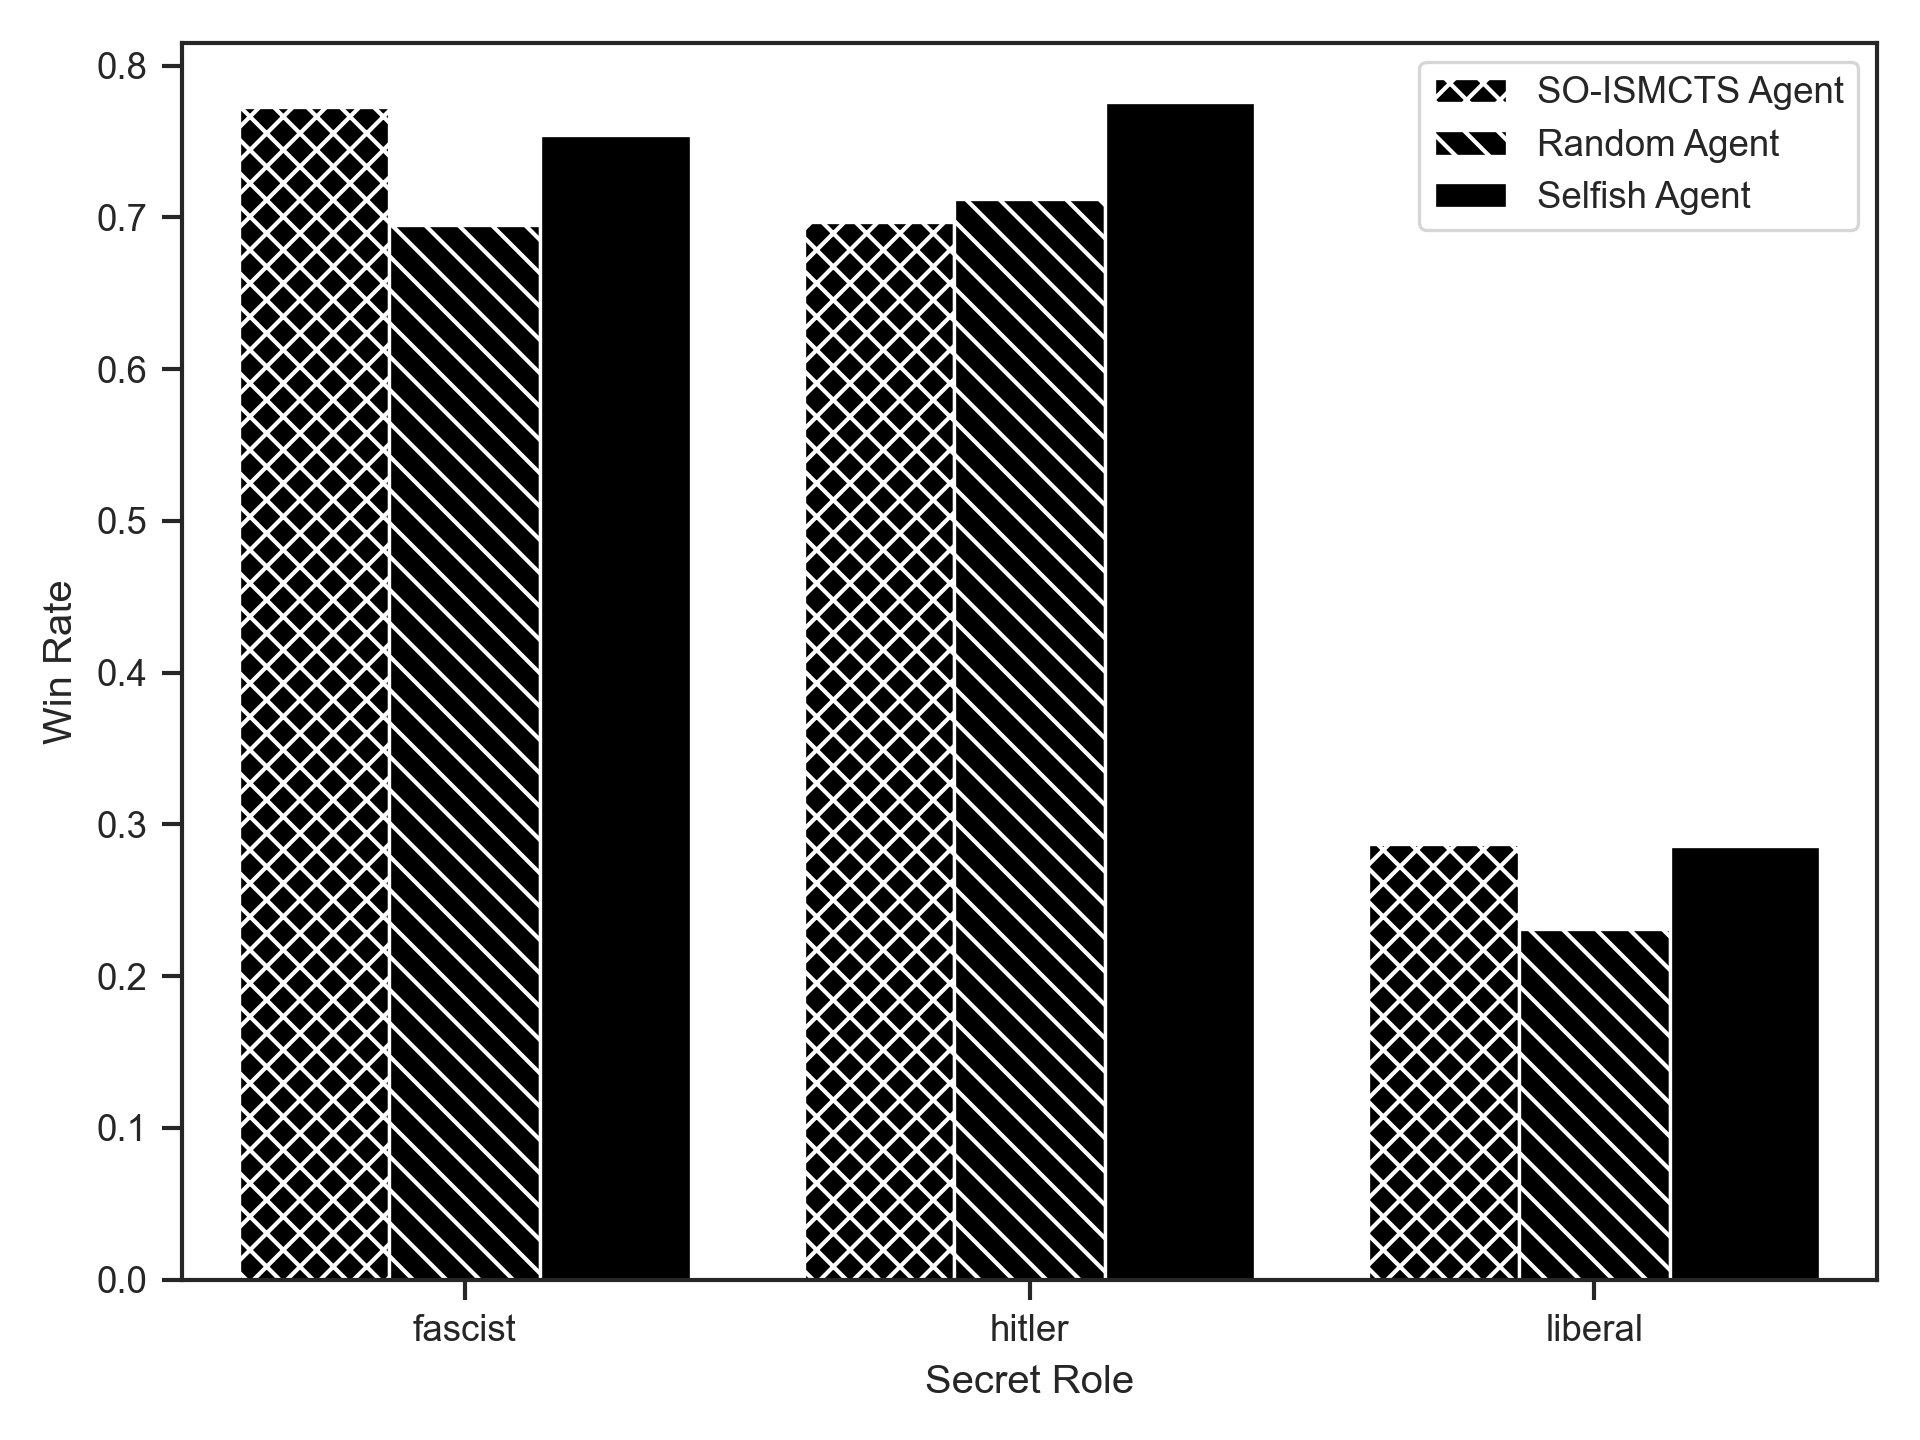 SO-ISMCTS Agent
Random Agent
Selfish Agent
Win Rate
0.8
0.7
0.6
0.5
0.4
0.3
0.2
0.1
0.0
fascist
hitler
liberal
Secret Role